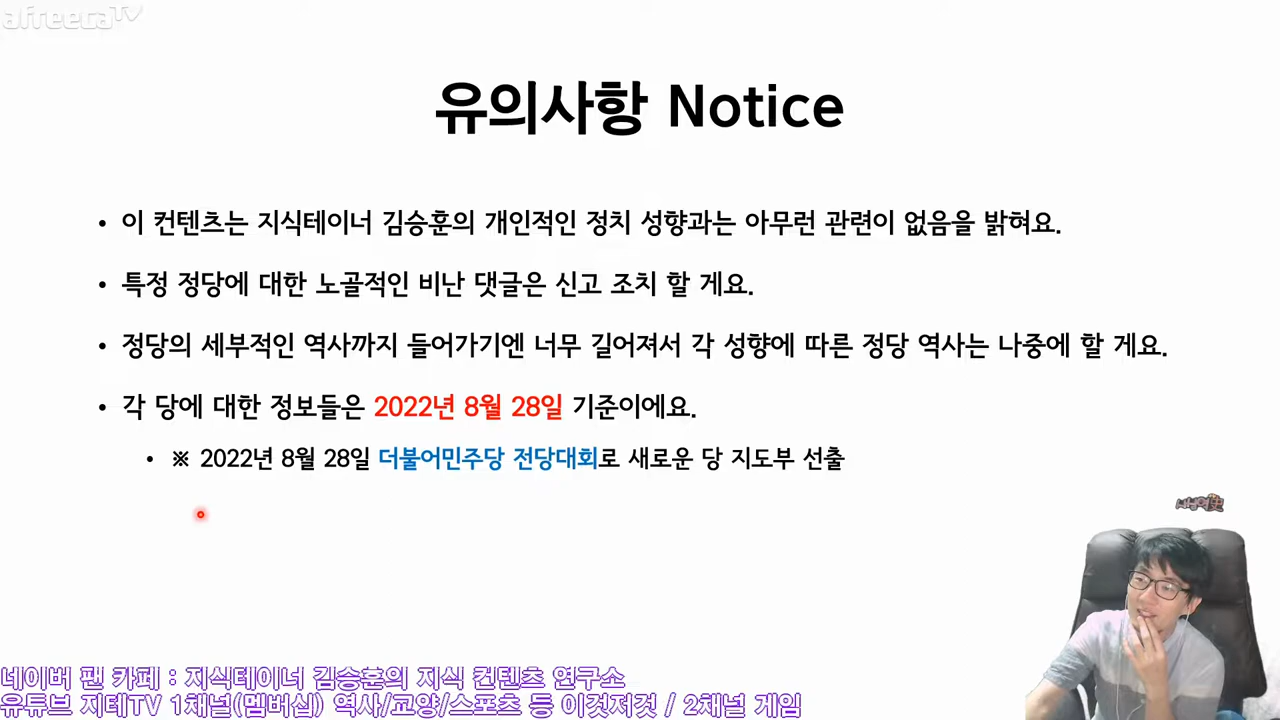 afreecaTV
유의사항 Notice
• 이 컨텐츠는 지식테이너 김승훈의 개인적인 정치 성향과는 아무런 관련이 없음을 밝혀요.
• 특정 정당에 대한 노골적인 비난 댓글은 신고 조치 할 게요.
• 정당의 세부적인 역사까지 들어가기엔 너무 길어져서 각 성향에 따른 정당 역사는 나중에 할 게요.
• 각 당에 대한 정보들은 2022년 8월 28일 기준이에요.
• ※ 2022년 8월 28일 더불어민주당 전당대회로 새로운 당 지도부 선출
네이버 팬 카페 : 지식테이너 김승훈의 지식 컨텐츠 연구소
유튜브 지테TV 1채널(멤버십) 역사/교양/스포츠 등 이것저것 / 2채널 게임